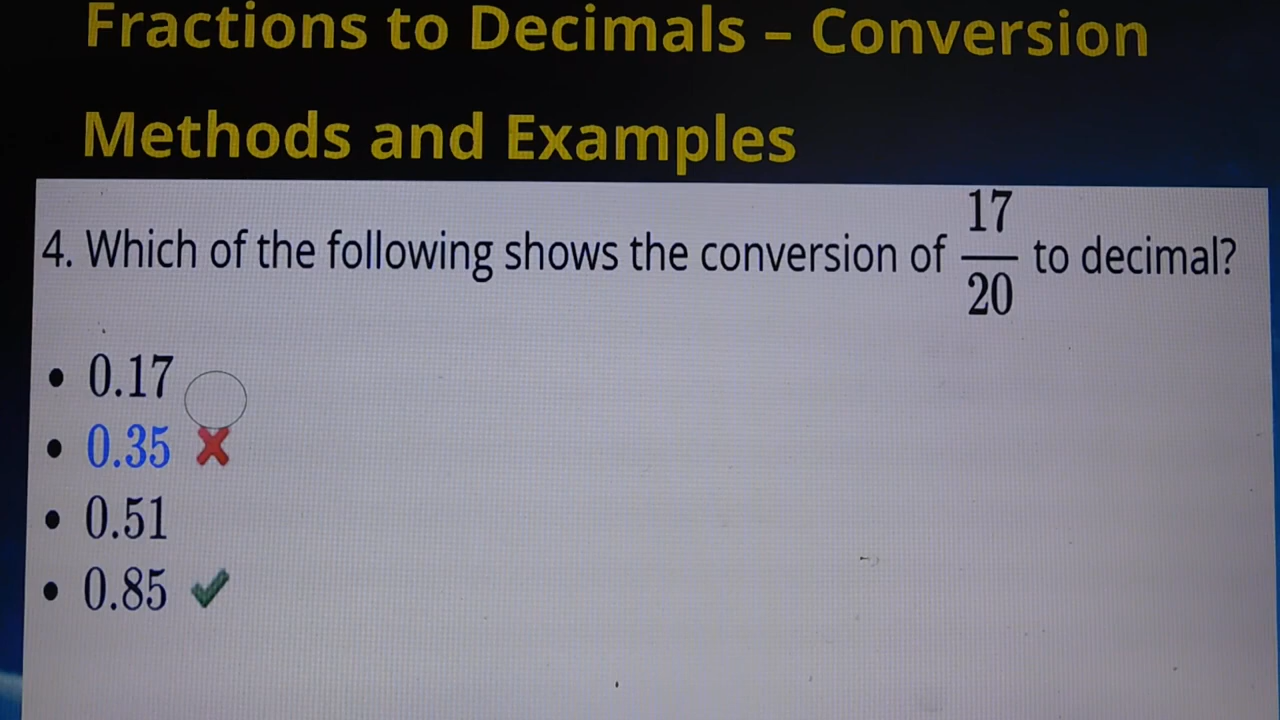 Fractions to Decimals – Conversion
Methods and Examples
4. Which of the following shows the conversion of 17/20 to decimal?
• 0.17
• 0.35 ❌
• 0.51
• 0.85 ✔